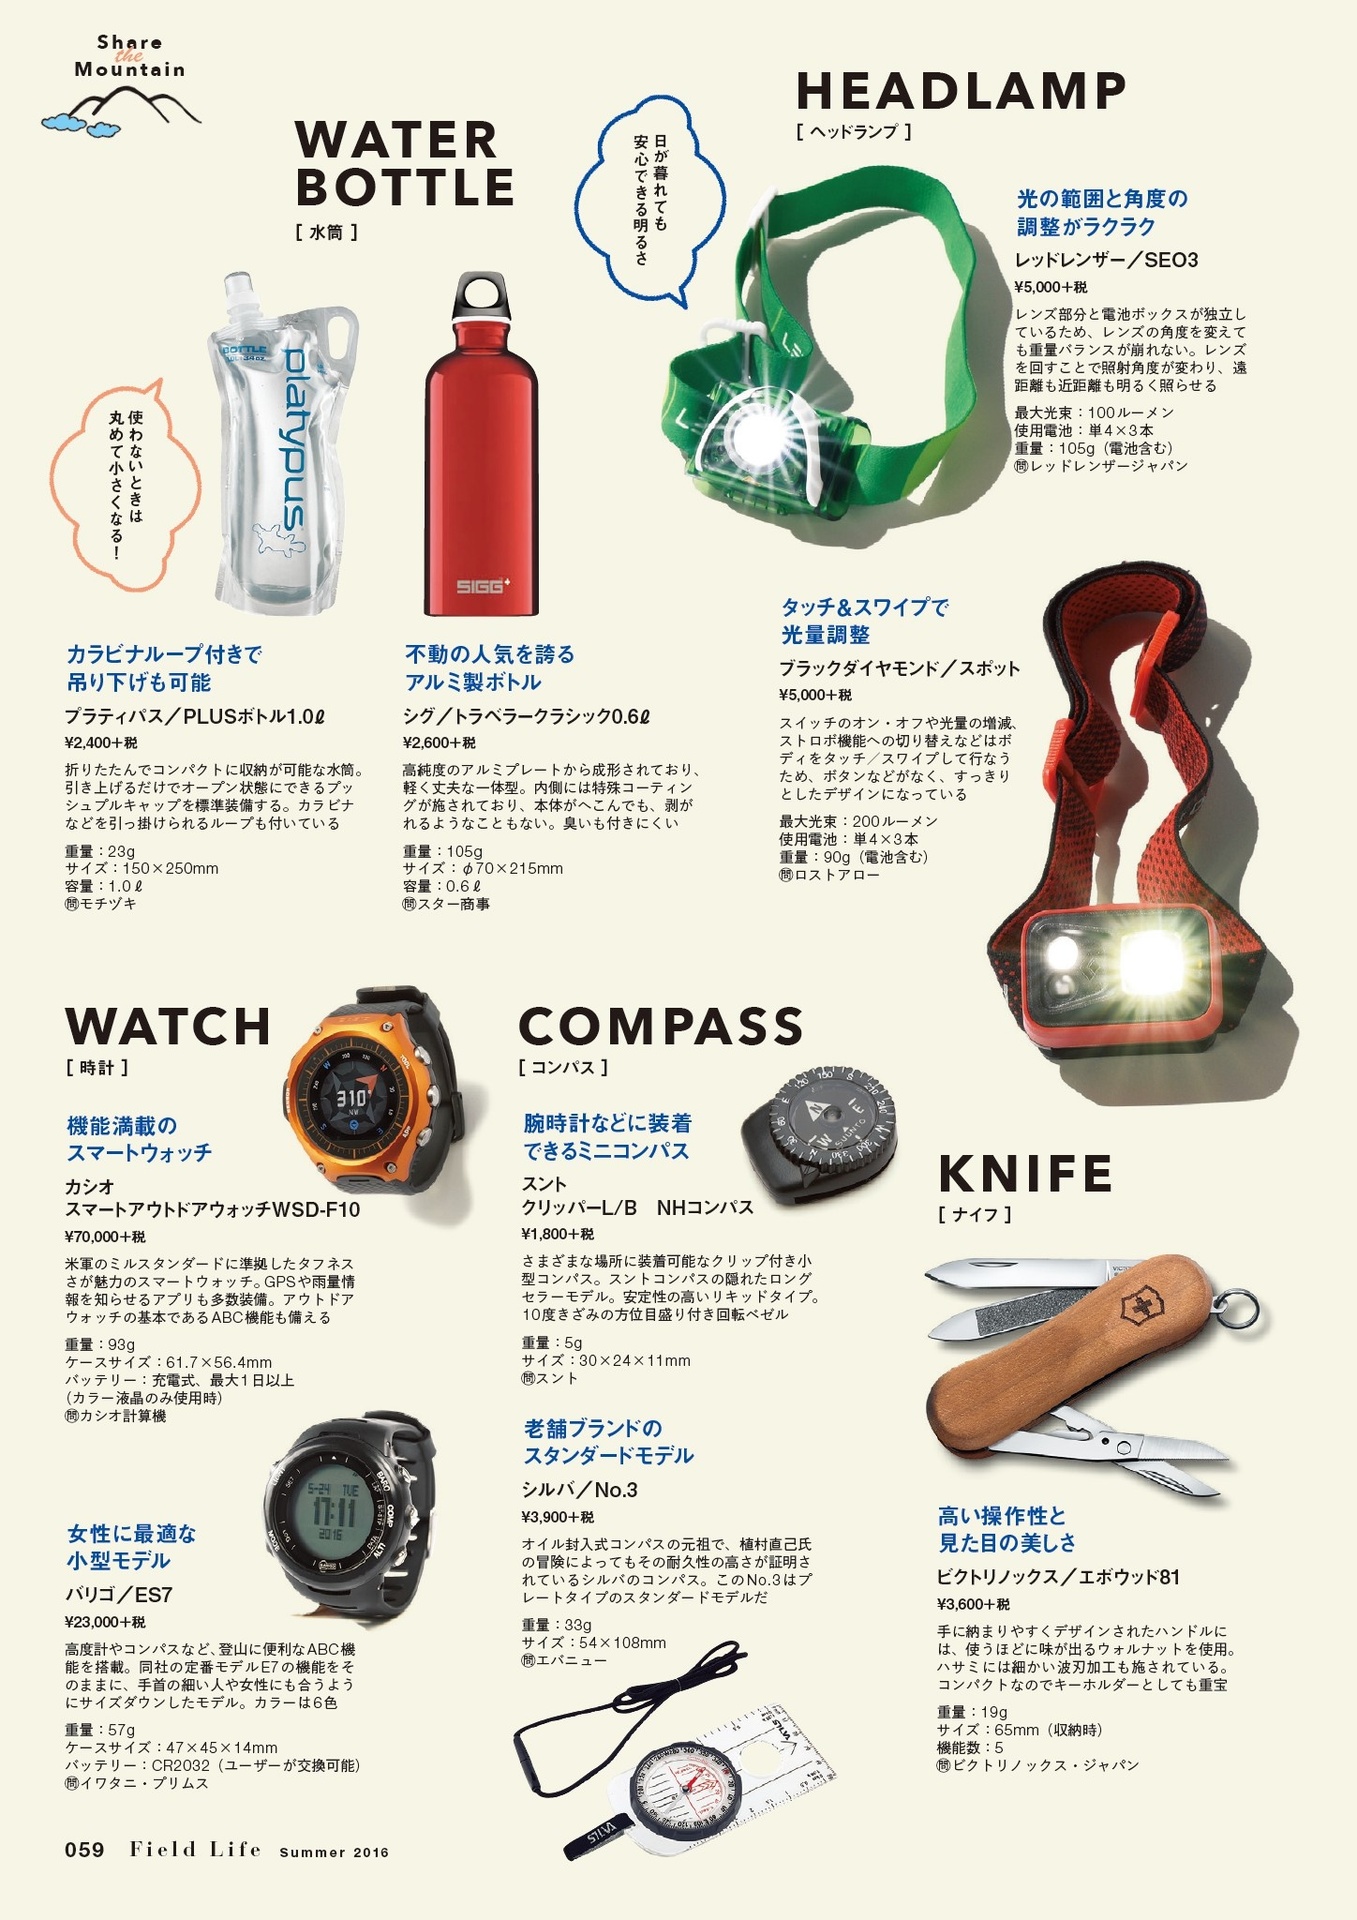 Share
the
Mountain
WATER
BOTTLE
[ 水筒 ]
使わないときは
丸めて小さくなる！
BOTTLE
platypus
SIGG
カラビナループ付きで
吊り下げも可能
プラティパス／PLUSボトル1.0ℓ
¥2,400+税
折りたたんでコンパクトに収納が可能な水筒。
引き上げるだけでオープン状態にできるプッ
シュプルキャップを標準装備する。カラビナ
などを引っ掛けられるループも付いている
重量：23g
サイズ：150×250mm
容量：1.0ℓ
㉄モチヅキ
不動の人気を誇る
アルミ製ボトル
シグ／トラベラークラシック0.6ℓ
¥2,600+税
高純度のアルミプレートから成形されており、
軽く丈夫な一体型。内側には特殊コーティン
グが施されており、本体がへこんでも、剥が
れるようなこともない。臭いも付きにくい
重量：105g
サイズ：φ70×215mm
容量：0.6ℓ
㉄スター商事
HEADLAMP
[ ヘッドランプ ]
日が暮れても
安心できる明るさ
光の範囲と角度の
調整がラクラク
レッドレンザー／SEO3
¥5,000+税
レンズ部分と電池ボックスが独立し
ているため、レンズの角度を変えて
も重量バランスが崩れない。レンズ
を回すことで照射角度が変わり、遠
距離も近距離も明るく照らせる
最大光束：100ルーメン
使用電池：単4×3本
重量：105g（電池含む）
㉄レッドレンザージャパン
タッチ&スワイプで
光量調整
ブラックダイヤモンド／スポット
¥5,000+税
スイッチのオン・オフや光量の増減、
ストロボ機能への切り替えなどはボ
ディをタッチ／スワイプして行なう
ため、ボタンなどがなく、すっきり
としたデザインになっている
最大光束：200ルーメン
使用電池：単4×3本
重量：90g（電池含む）
㉄ロストアロー
WATCH
[ 時計 ]
310°
NW
機能満載の
スマートウォッチ
カシオ
スマートアウトドアウォッチWSD-F10
¥70,000+税
米軍のミルスタンダードに準拠したタフネス
さが魅力のスマートウォッチ。GPSや雨量情
報を知らせるアプリも多数装備。アウトドア
ウォッチの基本であるABC機能も備える
重量：93g
ケースサイズ：61.7×56.4mm
バッテリー：充電式、最大1日以上
（カラー液晶のみ使用時）
㉄カシオ計算機
5-24 TUE
17:11
2016
女性に最適な
小型モデル
バリゴ／ES7
¥23,000+税
高度計やコンパスなど、登山に便利なABC機
能を搭載。同社の定番モデルE7の機能をそ
のままに、手首の細い人や女性にも合うよう
にサイズダウンしたモデル。カラーは6色
重量：57g
ケースサイズ：47×45×14mm
バッテリー：CR2032（ユーザーが交換可能）
㉄イワタニ・プリムス
COMPASS
[ コンパス ]
SUUNTO
腕時計などに装着
できるミニコンパス
スント
クリッパーL/B　NHコンパス
¥1,800+税
さまざまな場所に装着可能なクリップ付き小
型コンパス。スントコンパスの隠れたロング
セラーモデル。安定性の高いリキッドタイプ。
10度きざみの方位目盛り付き回転ベゼル
重量：5g
サイズ：30×24×11mm
㉄スント
老舗ブランドの
スタンダードモデル
シルバ／No.3
¥3,900+税
オイル封入式コンパスの元祖で、植村直己氏
の冒険によってもその耐久性の高さが証明さ
れているシルバのコンパス。このNo.3はプ
レートタイプのスタンダードモデルだ
重量：33g
サイズ：54×108mm
㉄エバニュー
SILVA
SILVA
KNIFE
[ ナイフ ]
高い操作性と
見た目の美しさ
ビクトリノックス／エボウッド81
¥3,600+税
手に納まりやすくデザインされたハンドルに
は、使うほどに味が出るウォルナットを使用。
ハサミには細かい波刃加工も施されている。
コンパクトなのでキーホルダーとしても重宝
重量：19g
サイズ：65mm（収納時）
機能数：5
㉄ビクトリノックス・ジャパン
059 Field Life Summer 2016